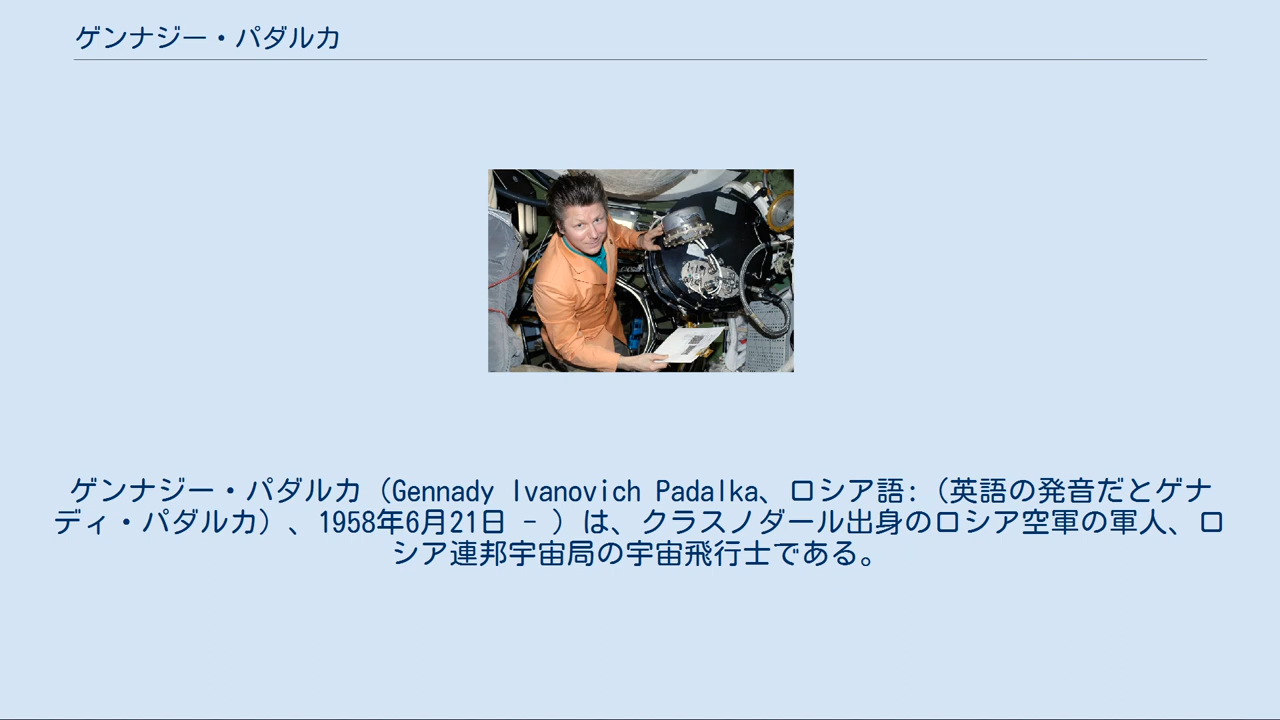 ゲンナジー・パダルカ
ゲンナジー・パダルカ（Gennady Ivanovich Padalka、ロシア語:（英語の発音だとゲナ
ディ・パダルカ）、1958年6月21日 - ）は、クラスノダール出身のロシア空軍の軍人、ロ
シア連邦宇宙局の宇宙飛行士である。